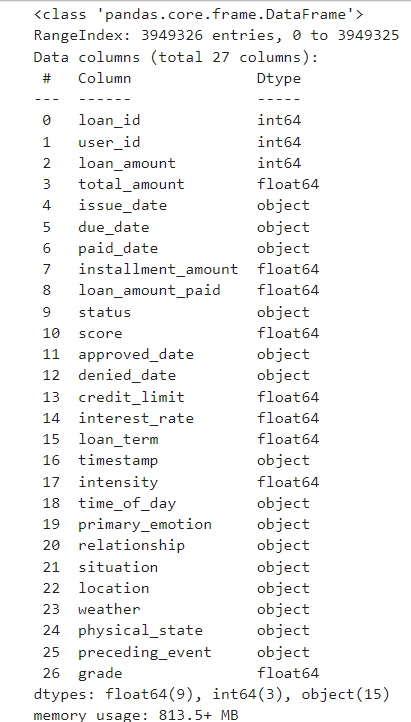 <class 'pandas.core.frame.DataFrame'>
RangeIndex: 3949326 entries, 0 to 3949325
Data columns (total 27 columns):
 #   Column              Dtype
---  ------              -----
 0   loan_id             int64
 1   user_id             int64
 2   loan_amount         int64
 3   total_amount        float64
 4   issue_date          object
 5   due_date            object
 6   paid_date           object
 7   installment_amount  float64
 8   loan_amount_paid    float64
 9   status              object
 10  score               float64
 11  approved_date       object
 12  denied_date         object
 13  credit_limit        float64
 14  interest_rate       float64
 15  loan_term           float64
 16  timestamp           object
 17  intensity           float64
 18  time_of_day         object
 19  primary_emotion     object
 20  relationship        object
 21  situation           object
 22  location            object
 23  weather             object
 24  physical_state      object
 25  preceding_event     object
 26  grade               float64
dtypes: float64(9), int64(3), object(15)
memory usage: 813.5+ MB